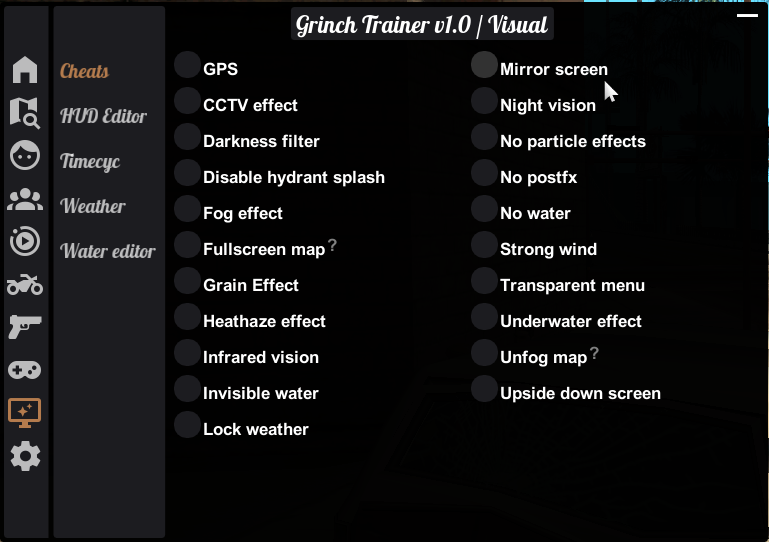 Grinch Trainer v1.0 / Visual
Cheats
HUD Editor
Timecyc
Weather
Water editor
GPS
CCTV effect
Darkness filter
Disable hydrant splash
Fog effect
Fullscreen map ?
Grain Effect
Heathaze effect
Infrared vision
Invisible water
Lock weather
Mirror screen
Night vision
No particle effects
No postfx
No water
Strong wind
Transparent menu
Underwater effect
Unfog map ?
Upside down screen